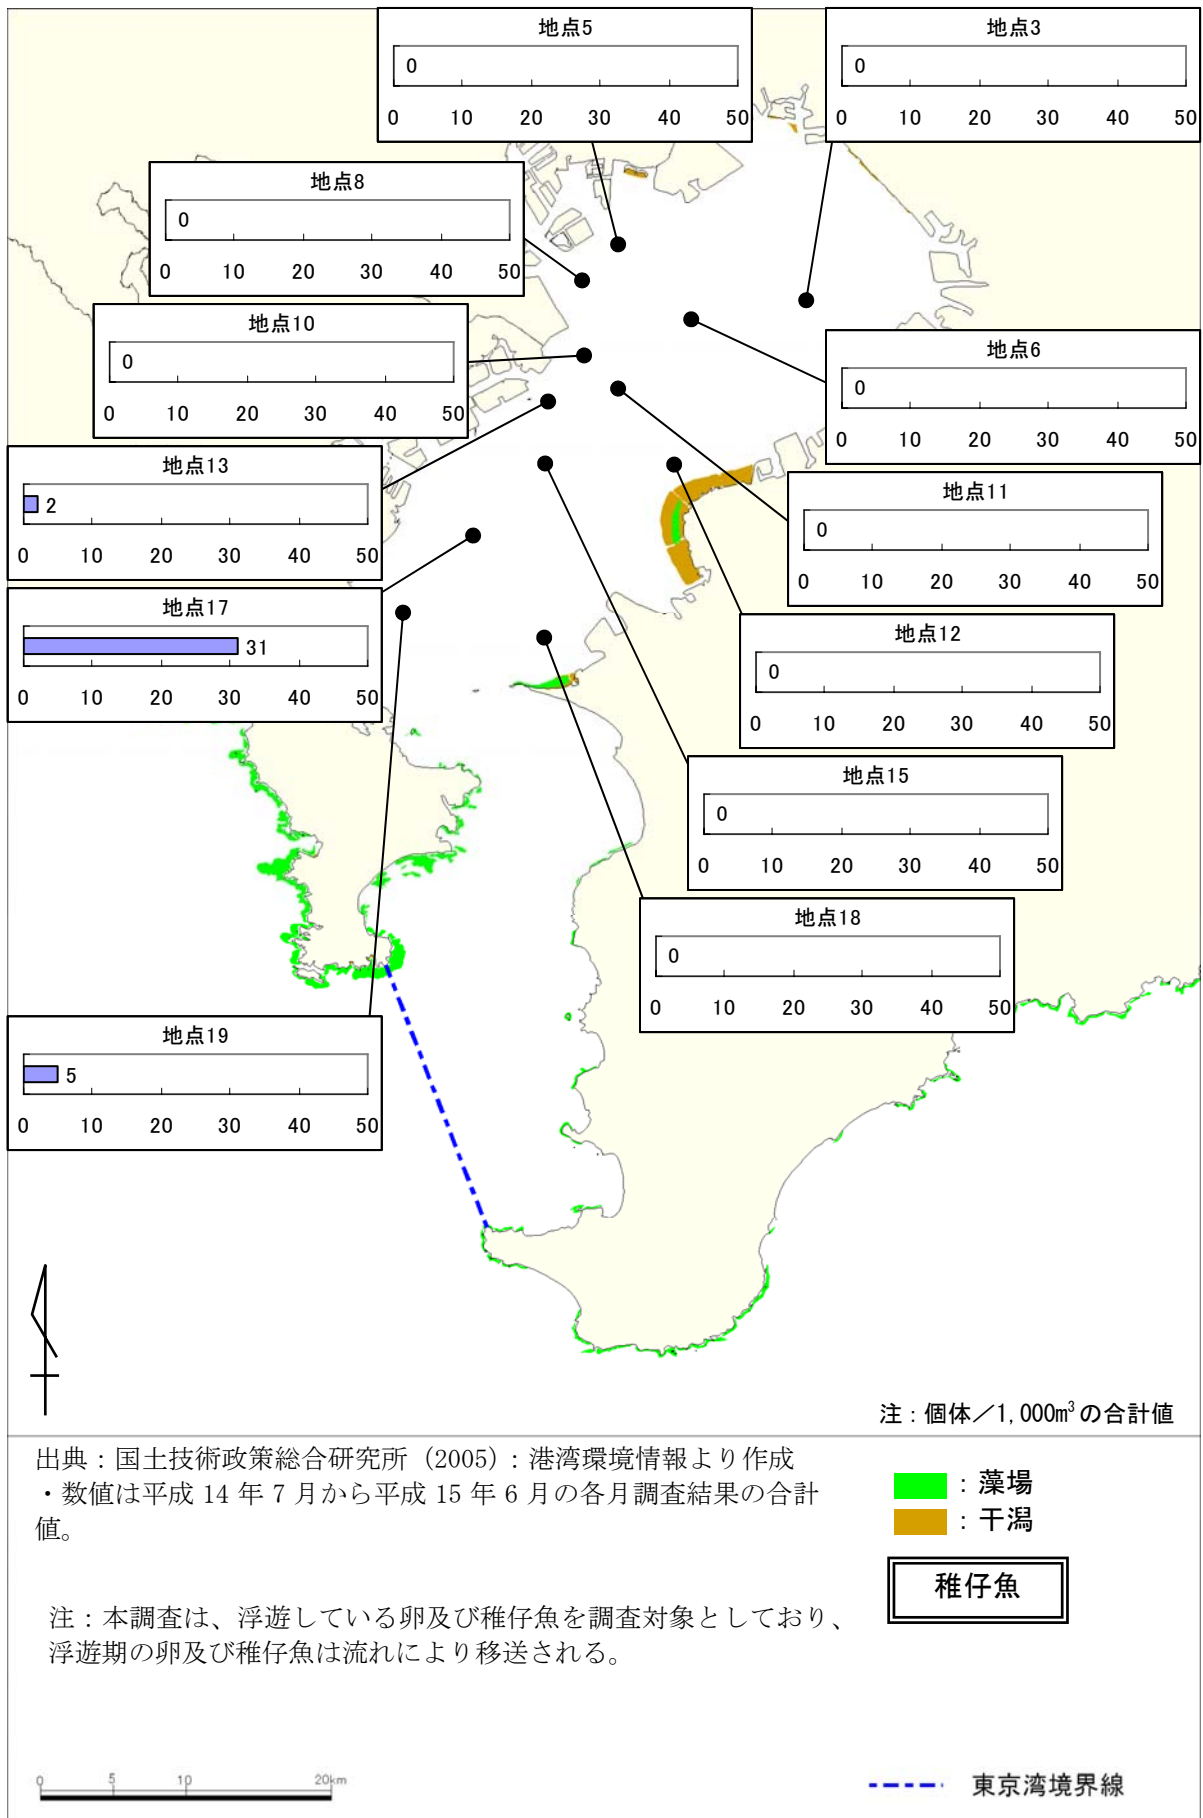 地点5
0
0 10 20 30 40 50
地点3
0
0 10 20 30 40 50
地点8
0
0 10 20 30 40 50
地点10
0
0 10 20 30 40 50
地点6
0
0 10 20 30 40 50
地点13
2
0 10 20 30 40 50
地点11
0
0 10 20 30 40 50
地点17
31
0 10 20 30 40 50
地点12
0
0 10 20 30 40 50
地点15
0
0 10 20 30 40 50
地点18
0
0 10 20 30 40 50
地点19
5
0 10 20 30 40 50
注：個体／1,000m³の合計値
出典：国土技術政策総合研究所（2005）：港湾環境情報より作成
・数値は平成 14 年 7 月から平成 15 年 6 月の各月調査結果の合計
値。
：藻場
：干潟
稚仔魚
注：本調査は、浮遊している卵及び稚仔魚を調査対象としており、
浮遊期の卵及び稚仔魚は流れにより移送される。
0 5 10 20km
東京湾境界線